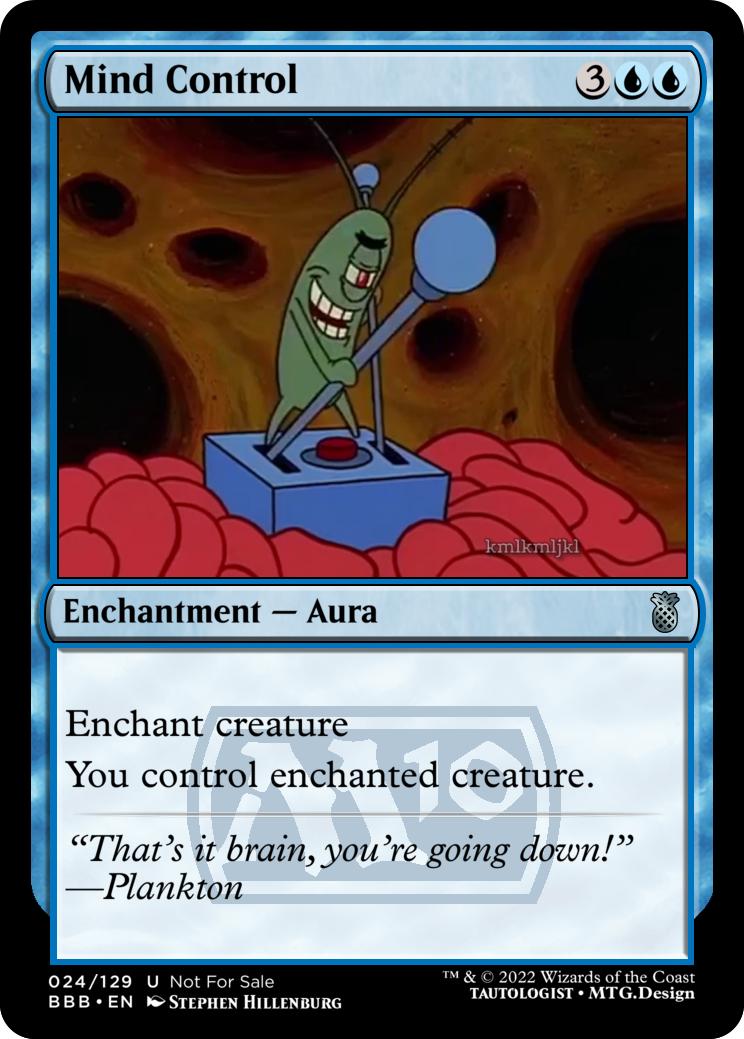 Mind Control 3
kmlkmljkl
Enchantment — Aura
Enchant creature
You control enchanted creature.
“That’s it brain, you’re going down!”
—Plankton
024/129 U Not For Sale
BBB • EN STEPHEN HILLENBURG
™ & © 2022 Wizards of the Coast
TAUTOLOGIST • MTG.DESIGN